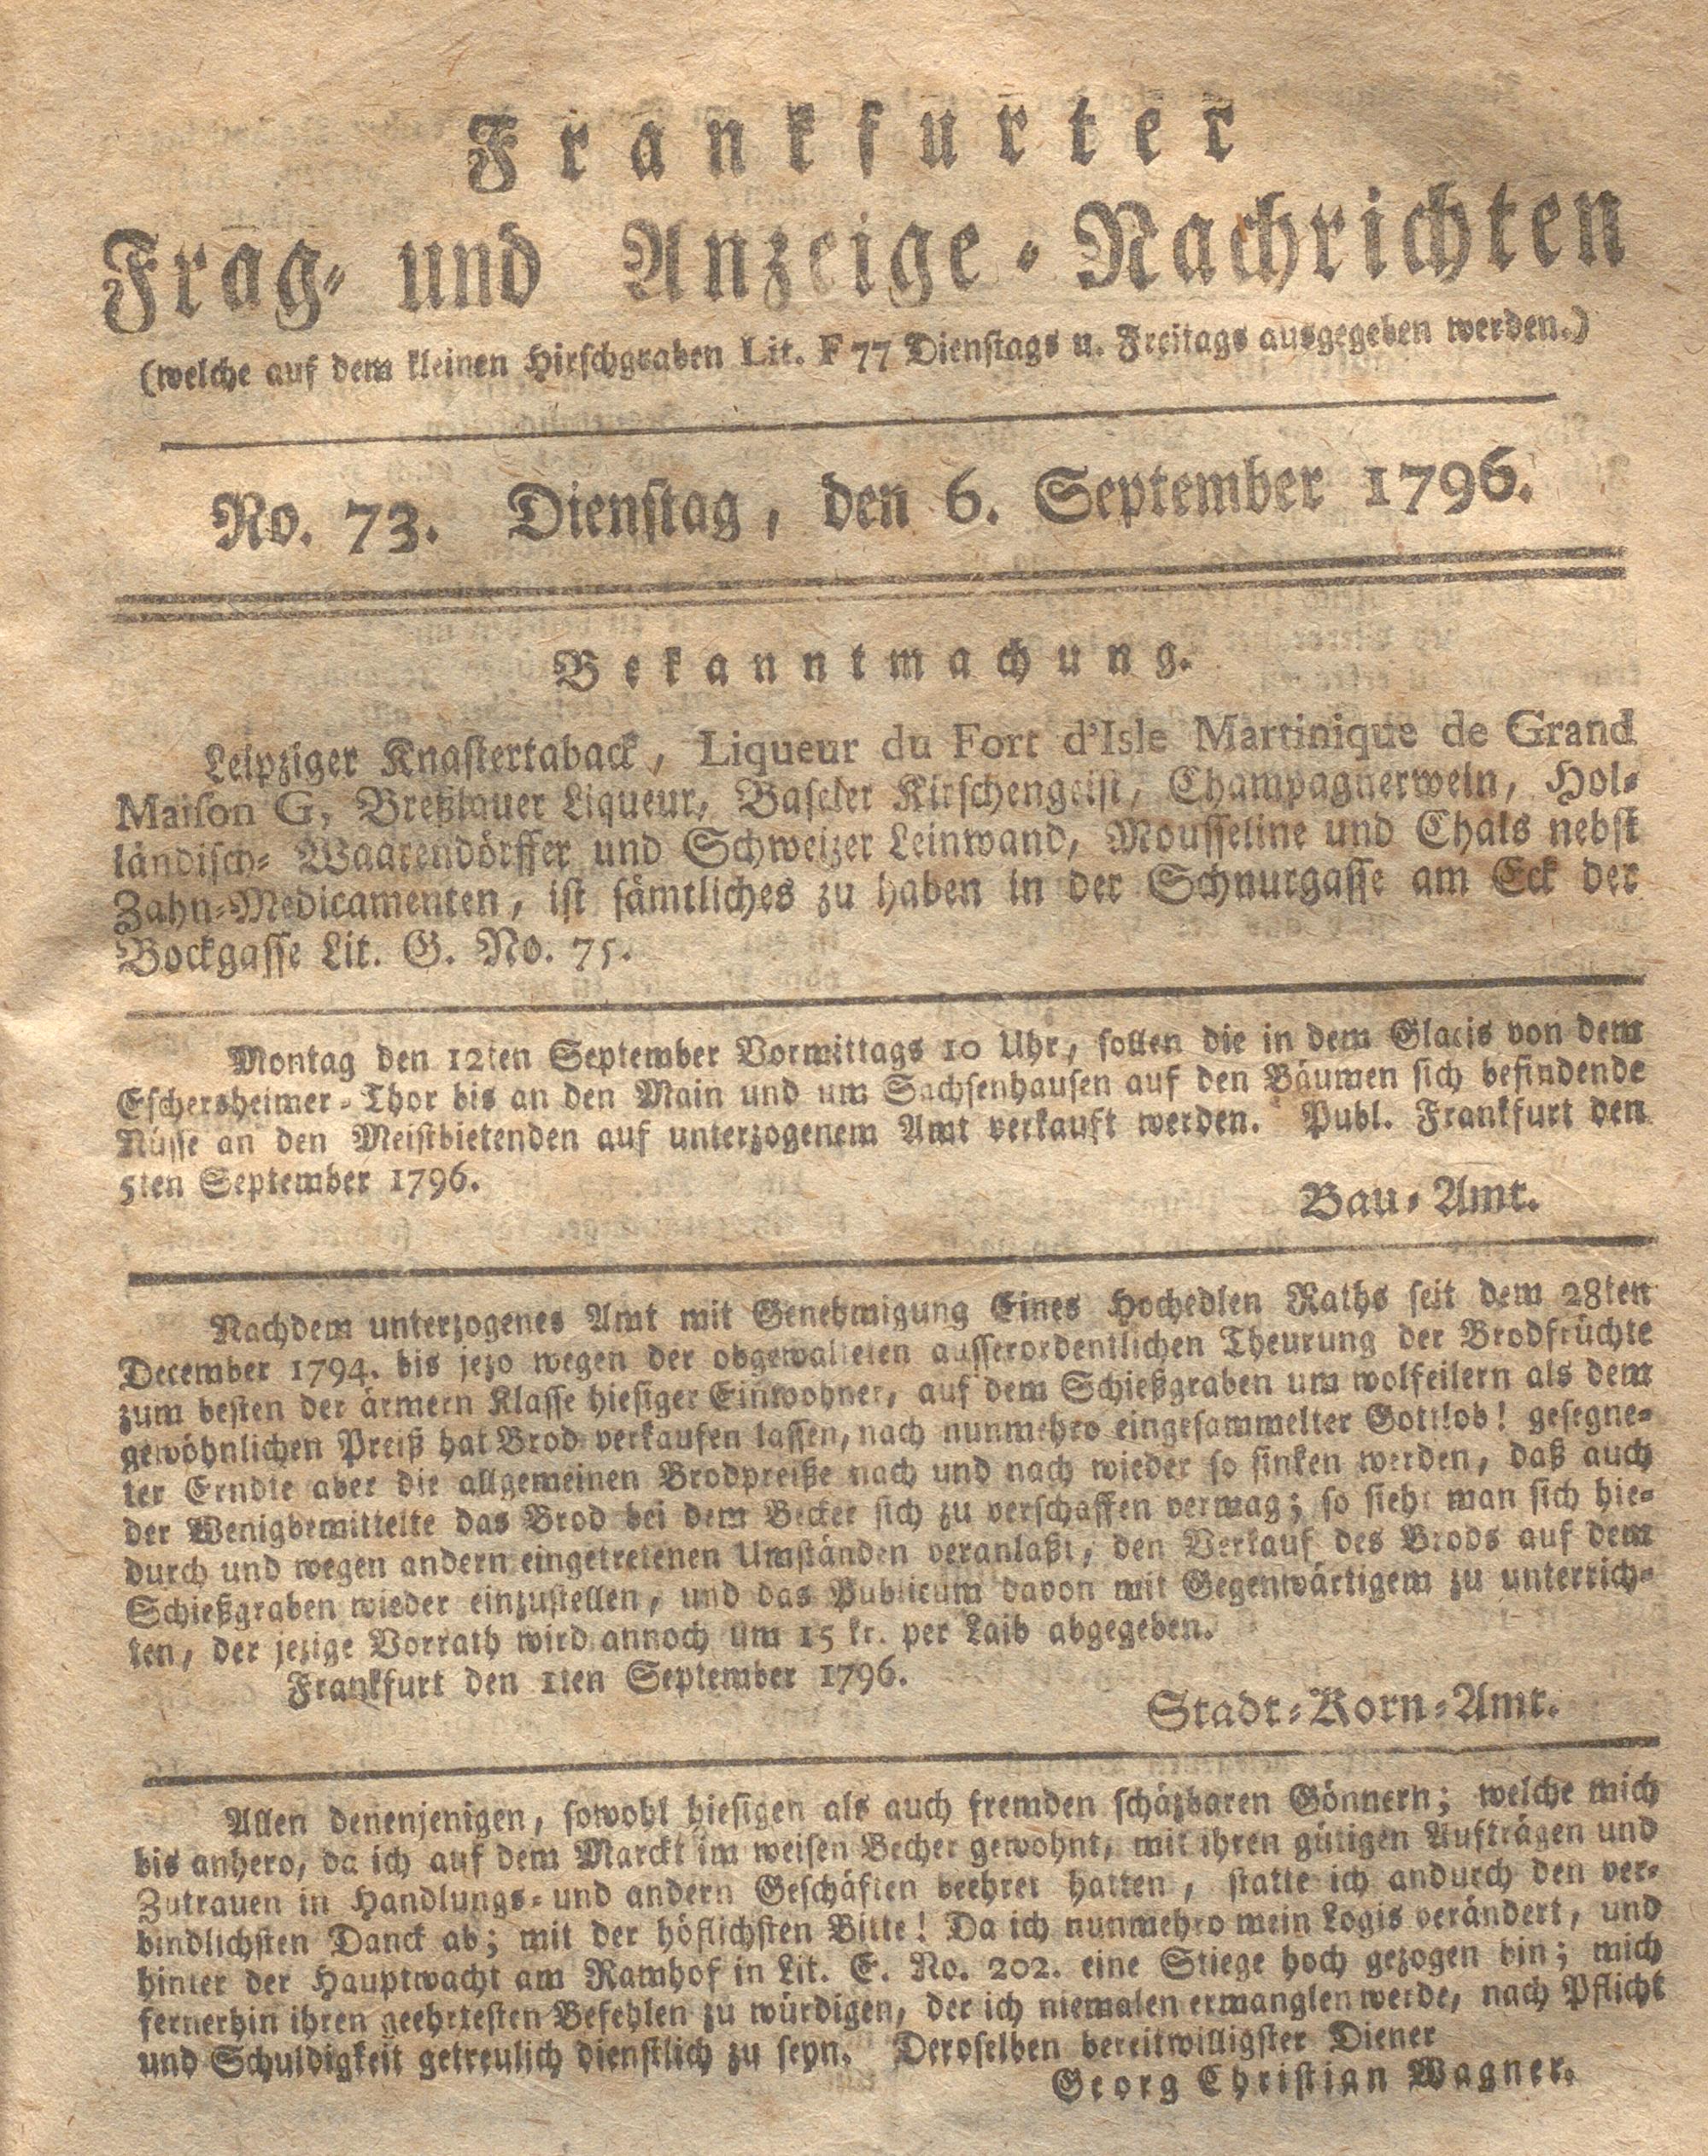 Frankfurter
Frag- und Anzeige-Nachrichten
(welche auf dem kleinen Hirschgraben Lit. F 77 Dienstags u. Freitags ausgegeben werden.)
No. 73. Dienstag, den 6. September 1796.
Bekanntmachung.
Leipziger Knastertaback, Liqueur du Fort d'Isle Martinique de Grand
Maison G, Breßlauer Liqueur, Baseler Kirschengeist, Champagnerwein, Hol-
ländisch- Waarendörffer und Schweizer Leinwand, Mousseline und Chals nebst
Zahn-Medicamenten, ist sämtliches zu haben in der Schnurgasse am Eck der
Bockgasse Lit. G. No. 75.
Montag den 12ten September Vormittags 10 Uhr, sollen die in dem Glacis von dem
Eschersheimer-Thor bis an den Main und um Sachsenhausen auf den Bäumen sich befindende
Nüsse an den Meistbietenden auf unterzogenem Amt verkauft werden. Publ. Frankfurt den
5ten September 1796.
Bau-Amt.
Nachdem unterzogenes Amt mit Genehmigung Eines Hochedlen Raths seit dem 28ten
December 1794. bis jezo wegen der obgewalteten ausserordentlichen Theurung der Brodfrüchte
zum besten der ärmern Klasse hiesiger Einwohner, auf dem Schießgraben um wolfeilern als dem
gewöhnlichen Preiß hat Brod verkaufen lassen, nach nunmehro eingesammelter Gottlob! gesegne-
ter Erndte aber die allgemeinen Brodpreiße nach und nach wieder so sinken werden, daß auch
der Wenigbemittelte das Brod bei dem Becker sich zu verschaffen vermag; so sieht man sich hie-
durch und wegen andern eingetretenen Umständen veranlaßt, den Verkauf des Brods auf dem
Schießgraben wieder einzustellen, und das Publicum davon mit Gegenwärtigem zu unterrich-
ten, der jezige Vorrath wird annoch um 15 kr. per Laib abgegeben.
Frankfurt den 1ten September 1796.
Stadt-Korn-Amt.
Allen denenjenigen, sowohl hiesigen als auch fremden schäzbaren Gönnern; welche mich
bis anhero, da ich auf dem Marckt im weisen Becher gewohnt, mit ihren gütigen Aufträgen und
Zutrauen in Handlungs- und andern Geschäften beehret hatten, statte ich andurch den ver-
bindlichsten Danck ab; mit der höflichsten Bitte! Da ich nunmehro mein Logis verändert, und
hinter der Hauptwacht am Ramhof in Lit. E. No. 202. eine Stiege hoch gezogen bin; mich
fernerhin ihren geehrtesten Befehlen zu würdigen, der ich niemalen ermanglen werde, nach Pflicht
und Schuldigkeit getreulich dienstlich zu seyn. Deroselben bereitwilligster Diener
Georg Christian Wagner.